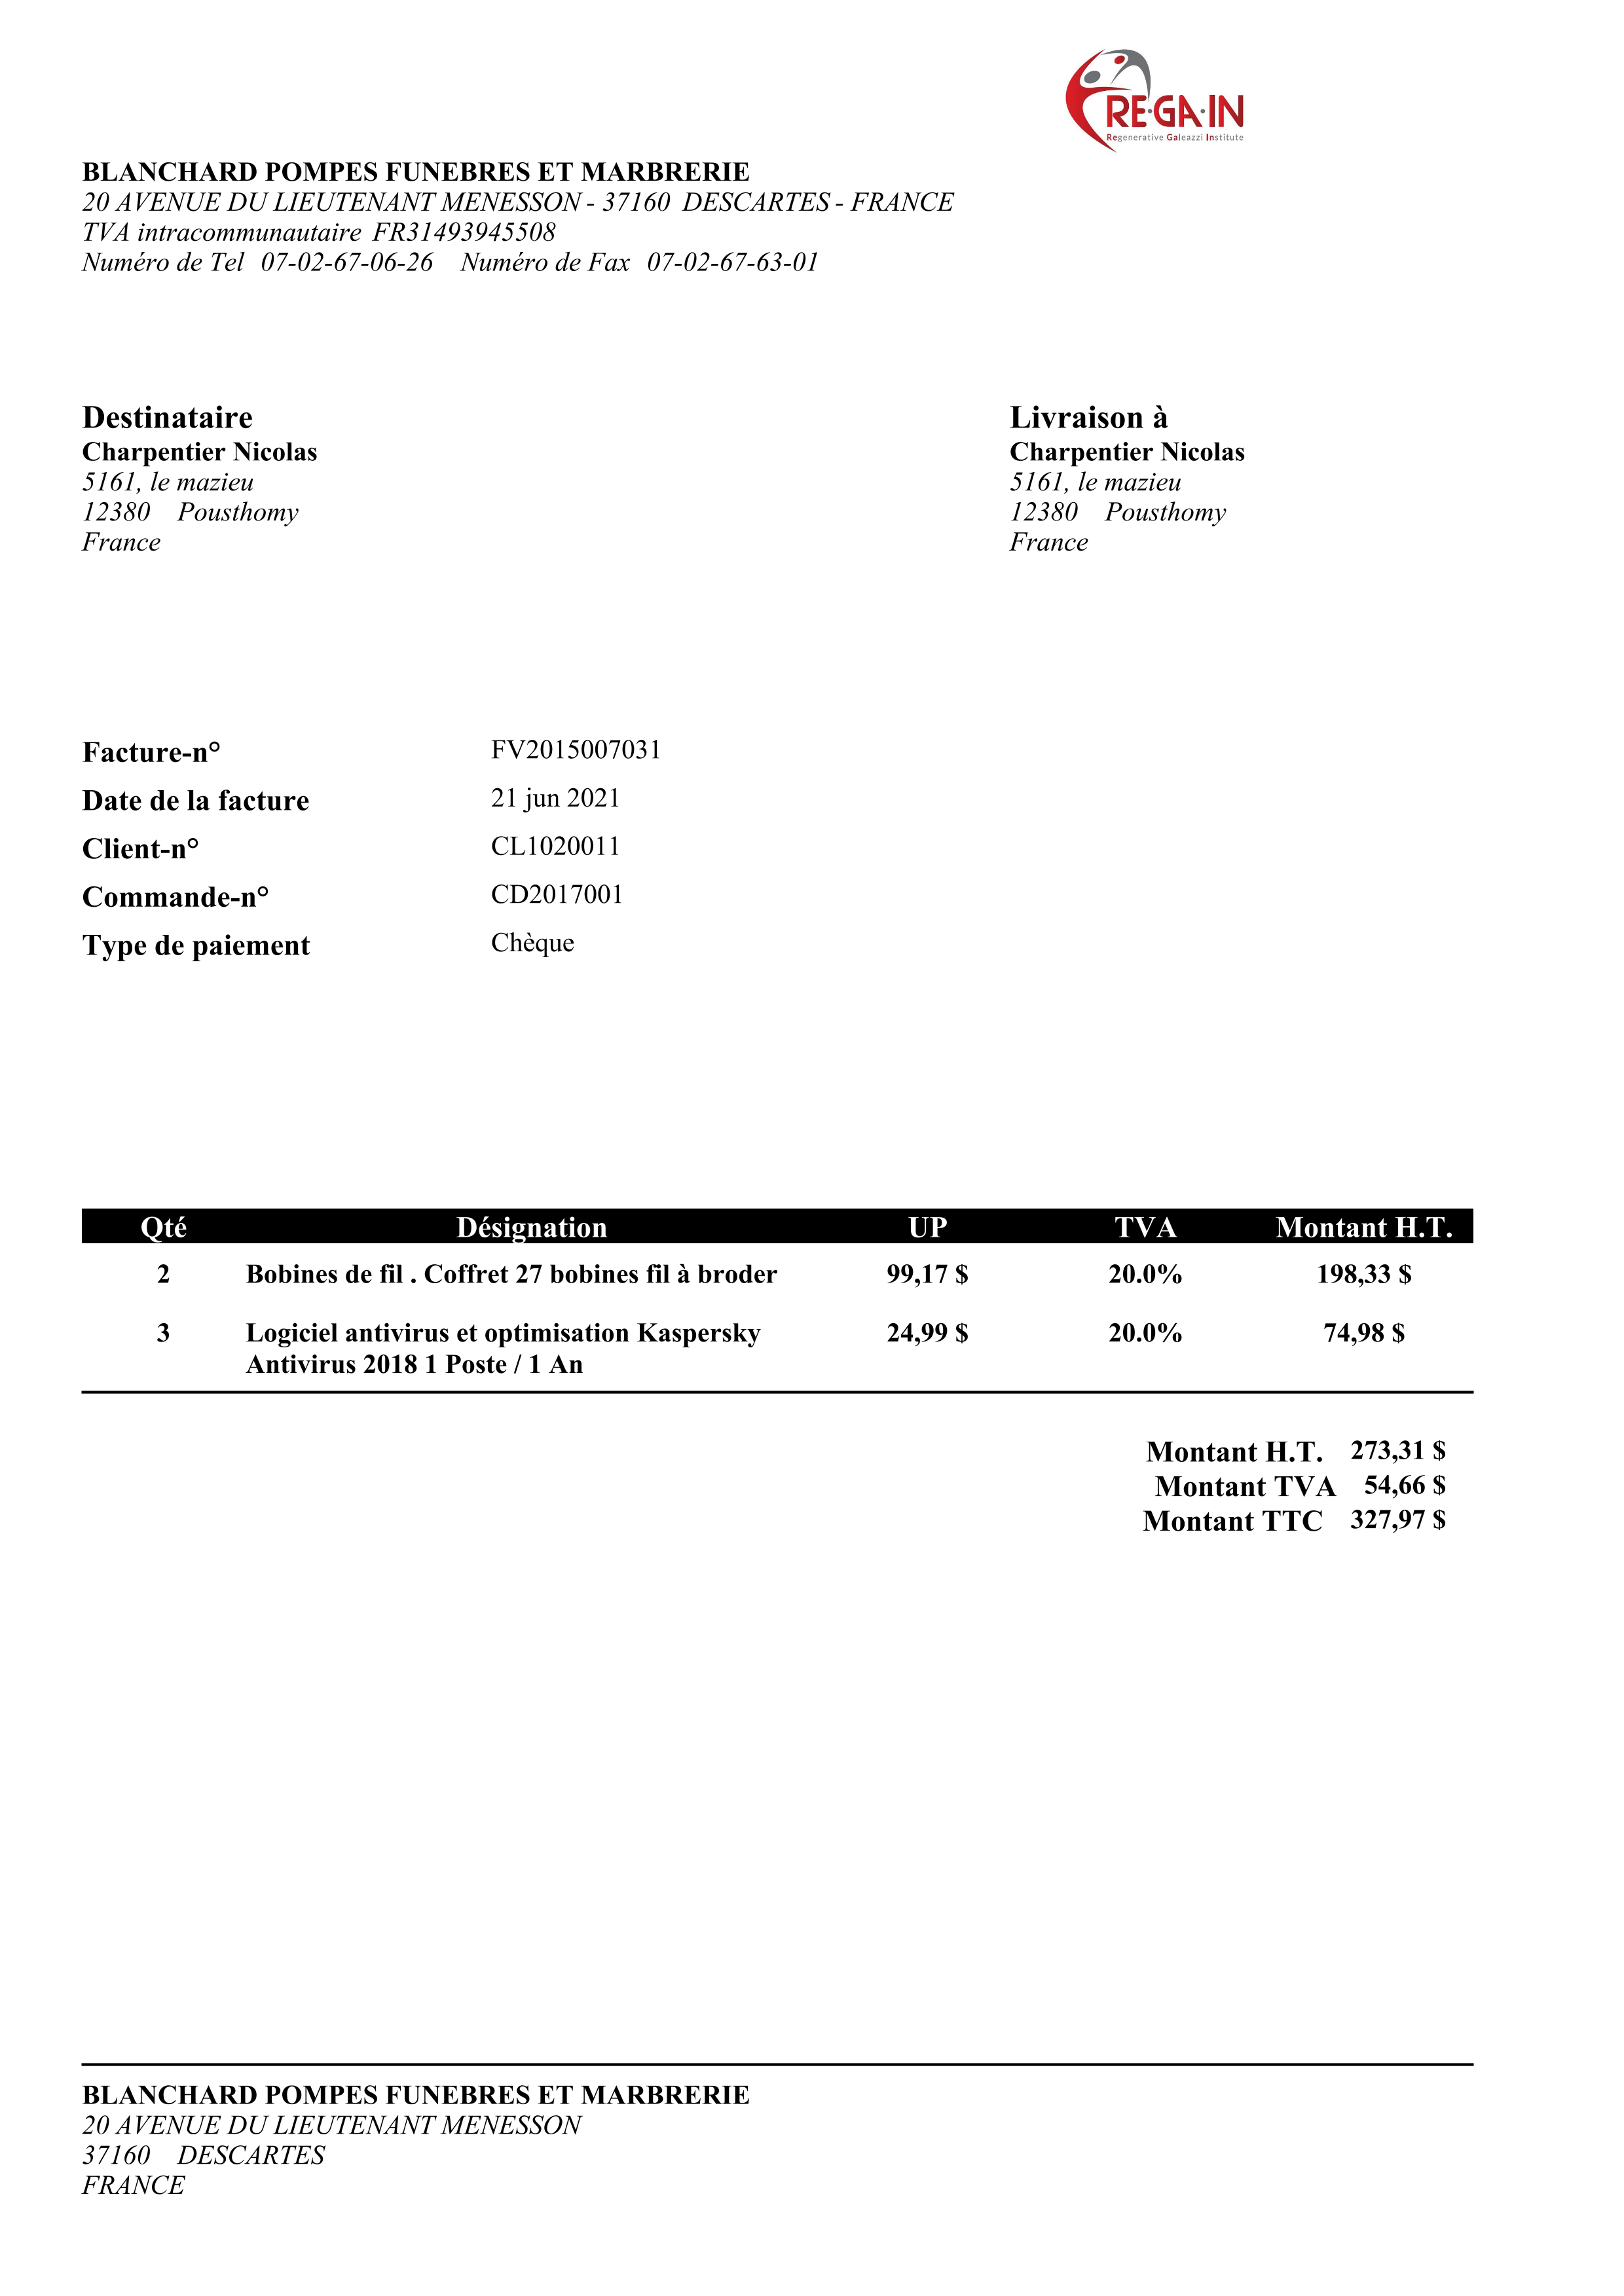 RE·GA·IN
Regenerative Galeazzi Institute
BLANCHARD POMPES FUNEBRES ET MARBRERIE
20 AVENUE DU LIEUTENANT MENESSON - 37160 DESCARTES - FRANCE
TVA intracommunautaire FR31493945508
Numéro de Tel 07-02-67-06-26 Numéro de Fax 07-02-67-63-01
Destinataire
Charpentier Nicolas
5161, le mazieu
12380 Pousthomy
France
Livraison à
Charpentier Nicolas
5161, le mazieu
12380 Pousthomy
France
Facture-n° FV2015007031
Date de la facture 21 jun 2021
Client-n° CL1020011
Commande-n° CD2017001
Type de paiement Chèque
Qté Désignation UP TVA Montant H.T.
2 Bobines de fil . Coffret 27 bobines fil à broder 99,17 $ 20.0% 198,33 $
3 Logiciel antivirus et optimisation Kaspersky 24,99 $ 20.0% 74,98 $
Antivirus 2018 1 Poste / 1 An
Montant H.T. 273,31 $
Montant TVA 54,66 $
Montant TTC 327,97 $
BLANCHARD POMPES FUNEBRES ET MARBRERIE
20 AVENUE DU LIEUTENANT MENESSON
37160 DESCARTES
FRANCE